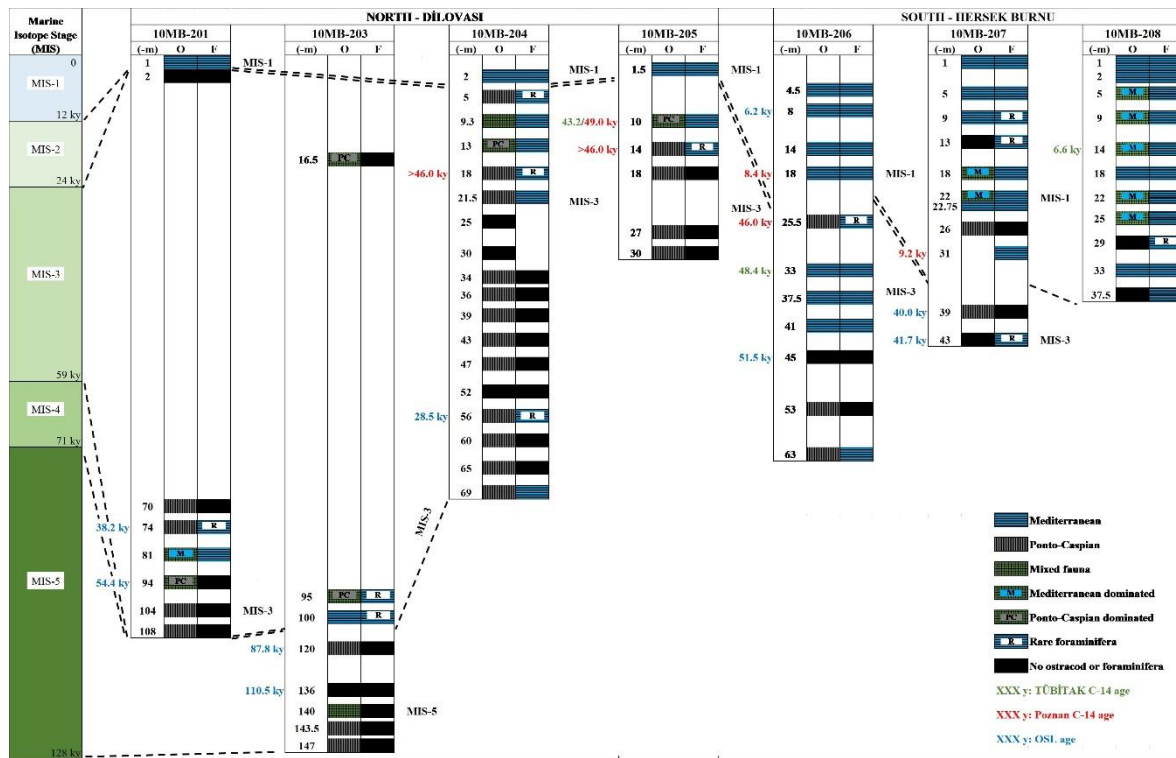 Marine
Isotope Stage
(MIS)
0
MIS-1
12 ky
MIS-2
24 ky
MIS-3
59 ky
MIS-4
71 ky
MIS-5
128 ky
NORTH - DİLOVASI
SOUTH - HERSEK BURNU
10MB-201
(-m) O F
1
2
70
74 R
81 M
94 PC
104
108
38.2 ky
54.4 ky
MIS-1
MIS-3
10MB-203
(-m) O F
16.5 PC
95 PC R
100 R
120
136
140
143.5
147
87.8 ky
110.5 ky
MIS-5
MIS-3
10MB-204
(-m) O F
2
5 R
9.3
13 PC
18 R
21.5
25
30
34
36
39
43
47
52
56 R
60
65
69
>46.0 ky
28.5 ky
MIS-1
43.2/49.0 ky
>46.0 ky
MIS-3
10MB-205
(-m) O F
1.5
10 PC
14 R
18
27
30
MIS-1
6.2 ky
8.4 ky
MIS-3
46.0 ky
48.4 ky
51.5 ky
10MB-206
(-m) O F
4.5
8
14
18
25.5 R
33
37.5
41
45
53
63
MIS-1
9.2 ky
MIS-3
40.0 ky
41.7 ky
10MB-207
(-m) O F
1
5
9 R
13 R
18 M
22 M
22.75
26
31
39
43 R
6.6 ky
MIS-1
MIS-3
10MB-208
(-m) O F
1
2
5 M
9 M
14 M
18
22 M
25 M
29 R
33
37.5
Mediterranean
Ponto-Caspian
Mixed fauna
M Mediterranean dominated
PC Ponto-Caspian dominated
R Rare foraminifera
No ostracod or foraminifera
XXX y: TÜBİTAK C-14 age
XXX y: Poznan C-14 age
XXX y: OSL age